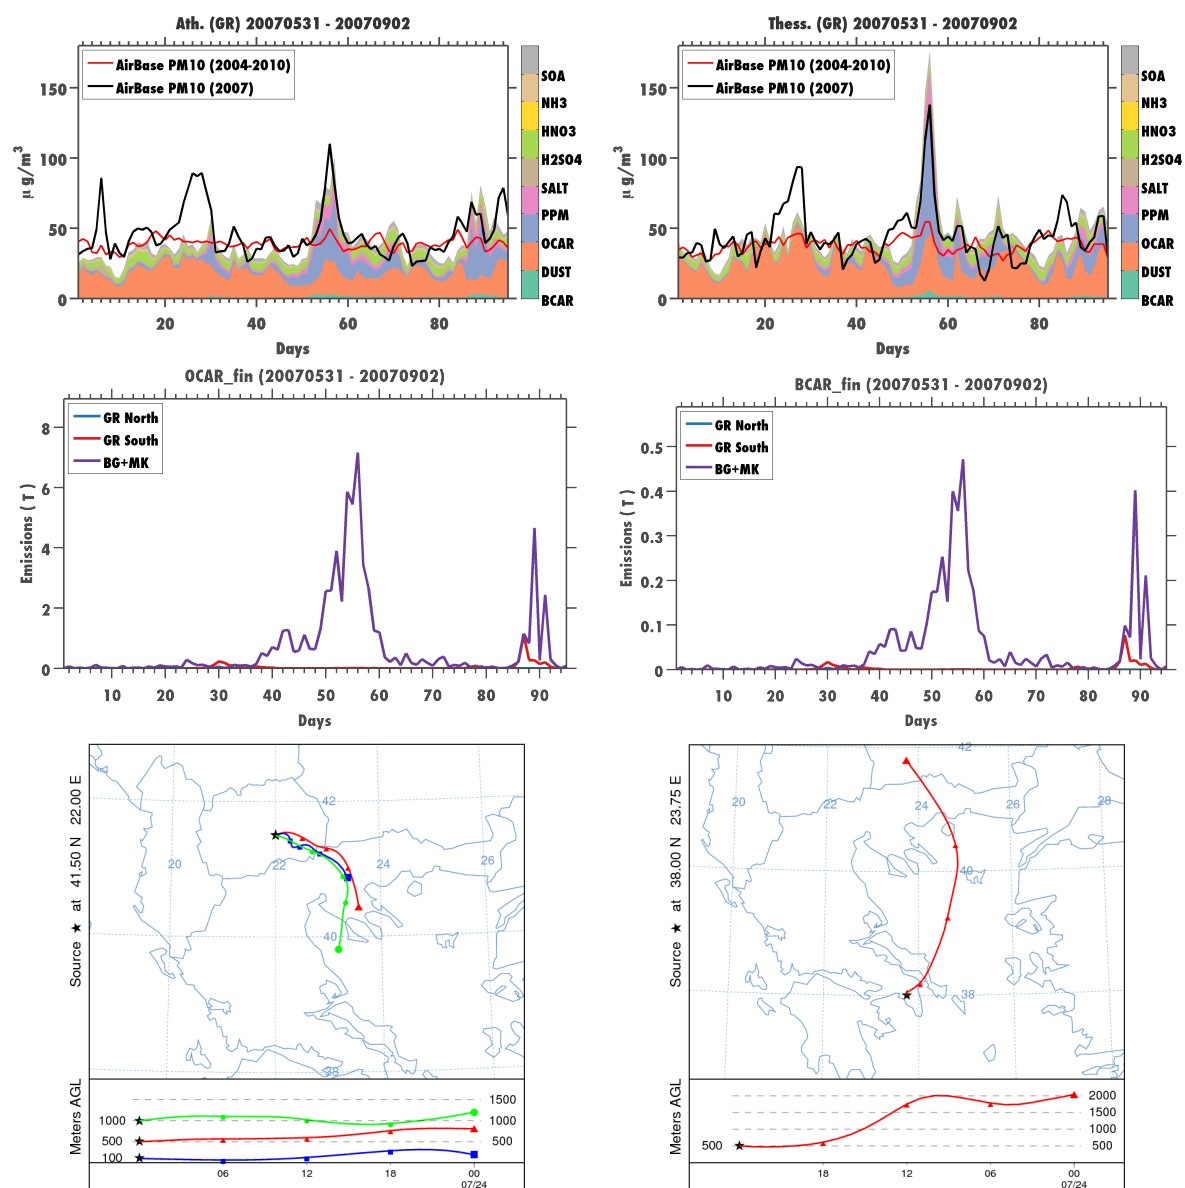 Ath. (GR) 20070531 - 20070902
AirBase PM10 (2004-2010)
AirBase PM10 (2007)
μ g/m³
150
100
50
0
20
40
60
80
Days
SOA
NH3
HNO3
H2SO4
SALT
PPM
OCAR
DUST
BCAR
Thess. (GR) 20070531 - 20070902
AirBase PM10 (2004-2010)
AirBase PM10 (2007)
μ g/m³
150
100
50
0
20
40
60
80
Days
SOA
NH3
HNO3
H2SO4
SALT
PPM
OCAR
DUST
BCAR
OCAR_fin (20070531 - 20070902)
GR North
GR South
BG+MK
Emissions ( T )
8
6
4
2
0
10
20
30
40
50
60
70
80
90
Days
BCAR_fin (20070531 - 20070902)
GR North
GR South
BG+MK
Emissions ( T )
0.5
0.4
0.3
0.2
0.1
0
10
20
30
40
50
60
70
80
90
Days
Source ★ at 41.50 N 22.00 E
42
20
22
24
26
40
38
Meters AGL
1500
1000
1000
500
500
100
06
12
18
00
07/24
Source ★ at 38.00 N 23.75 E
42
20
22
24
26
28
40
38
Meters AGL
2000
1500
1000
500
500
18
12
06
00
07/24